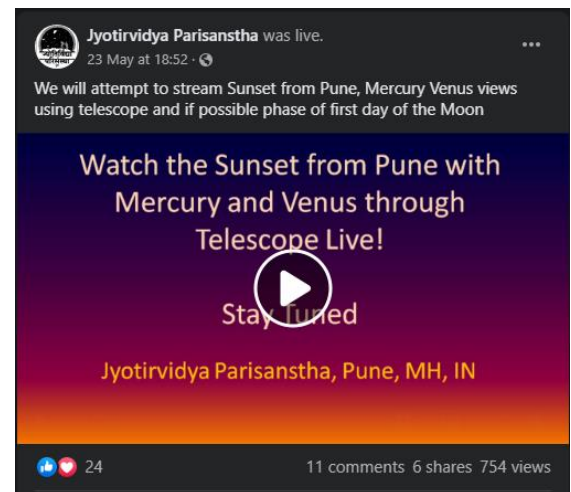 ज्योतिर्विद्या
परिसंस्था
Jyotirvidya Parisanstha was live.
23 May at 18:52 ·
We will attempt to stream Sunset from Pune, Mercury Venus views
using telescope and if possible phase of first day of the Moon
Watch the Sunset from Pune with
Mercury and Venus through
Telescope Live!
Stay Tuned
Jyotirvidya Parisanstha, Pune, MH, IN
24
11 comments 6 shares 754 views